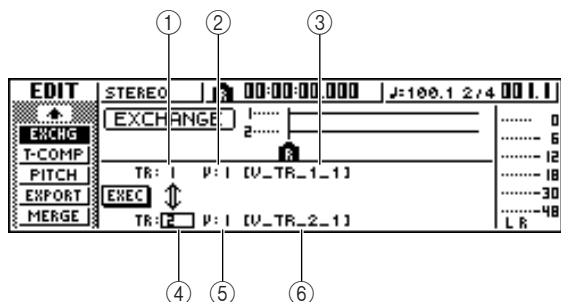 ① ② ③
EDIT STEREO 00:00:00.000 ♩=100.1 2/4 001.1
EXCHG
T-COMP
PITCH
EXPORT
MERGE
EXCHANGE
1
2
R
TR: 1 V: 1 [V_TR_1_1]
EXEC
TR: 2 V: 1 [V_TR_2_1]
0
6
12
18
30
48
L R
④ ⑤ ⑥